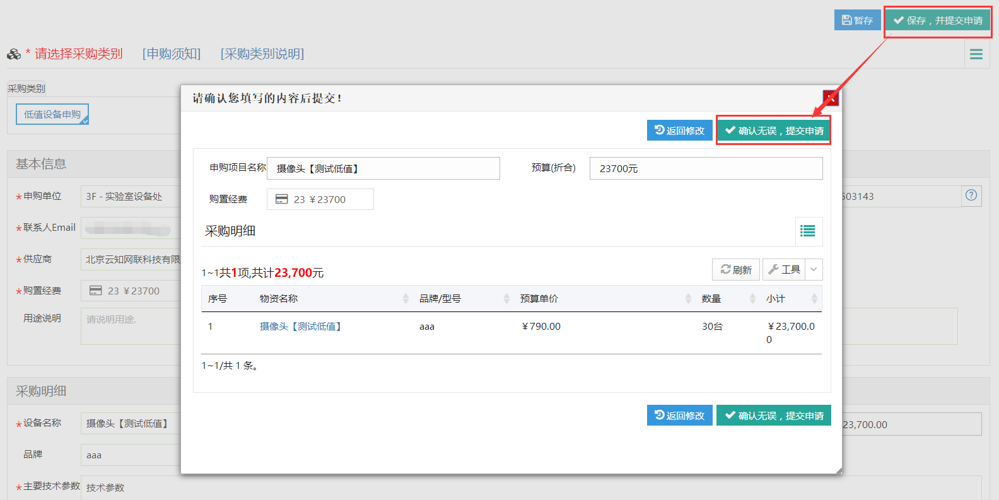 暂存
保存，并提交申请
* 请选择采购类别 [申购须知] [采购类别说明]
采购类别
低值设备申购
请确认您填写的内容后提交！
返回修改 确认无误，提交申请
申购项目名称 摄像头【测试低值】 预算(折合) 23700元
购置经费 23 ￥23700
采购明细
1~1共1项,共计23,700元
刷新 工具
序号 物资名称 品牌/型号 预算单价 数量 小计
1 摄像头【测试低值】 aaa ￥790.00 30台 ￥23,700.0
0
1~1/共 1 条。
返回修改 确认无误，提交申请
基本信息
*申购单位 3F - 实验室设备处
503143
*联系人Email
*供应商 北京云知网联科技有限
*购置经费 23 ￥23700
用途说明 请说明用途.
采购明细
*设备名称 摄像头【测试低值】
23,700.00
品牌 aaa
*主要技术参数 技术参数